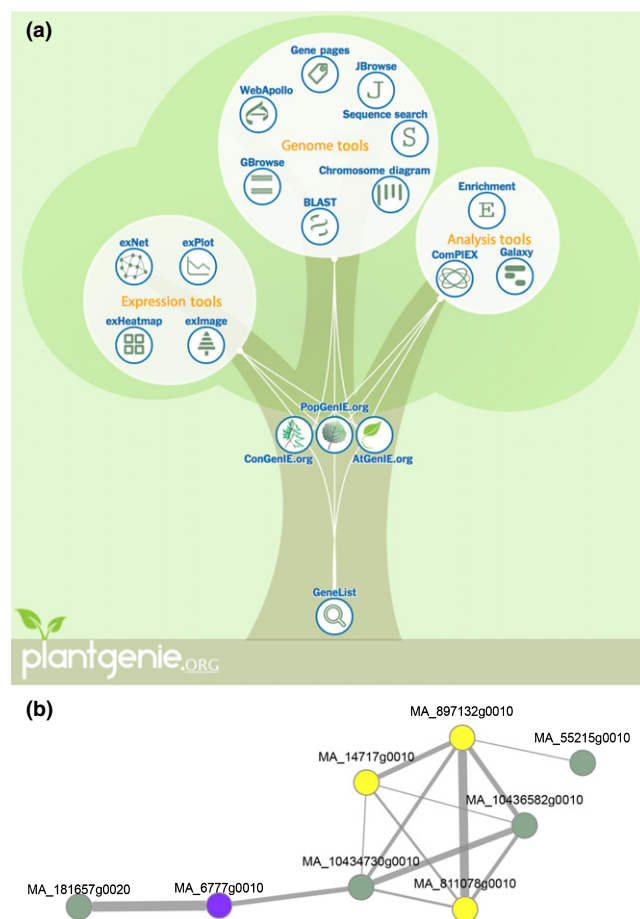 (a)
Gene pages
JBrowse
WebApollo
Sequence search
J
S
Genome tools
GBrowse
Chromosome diagram
BLAST
Enrichment
E
Analysis tools
ComPlEX
Galaxy
exNet
exPlot
Expression tools
exHeatmap
exImage
PopGenIE.org
ConGenIE.org
AtGenIE.org
GeneList
plantgenie.ORG
(b)
MA_897132g0010
MA_55215g0010
MA_14717g0010
MA_10436582g0010
MA_10434730g0010
MA_811078g0010
MA_181657g0020
MA_6777g0010